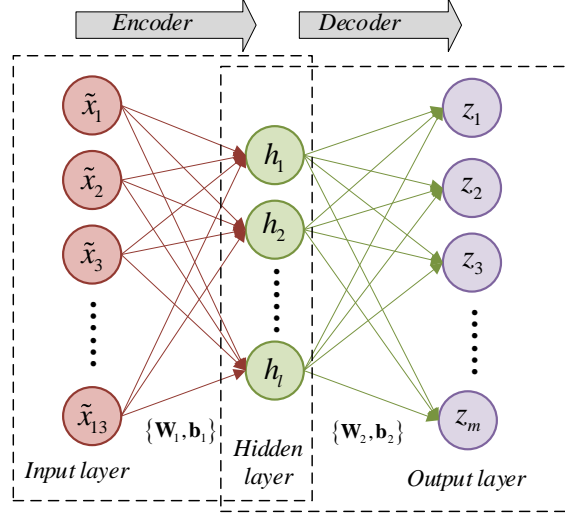 Encoder
Decoder
x̃₁
x̃₂
x̃₃
x̃₁₃
h₁
h₂
hₗ
z₁
z₂
z₃
zₘ
{W₁,b₁}
{W₂,b₂}
Input layer
Hidden
layer
Output layer